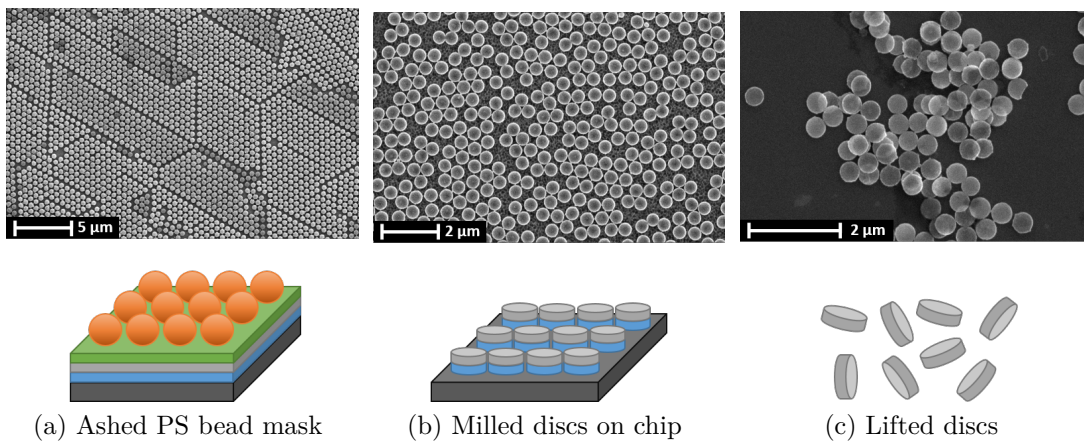 5 µm
2 µm
2 µm
(a) Ashed PS bead mask
(b) Milled discs on chip
(c) Lifted discs